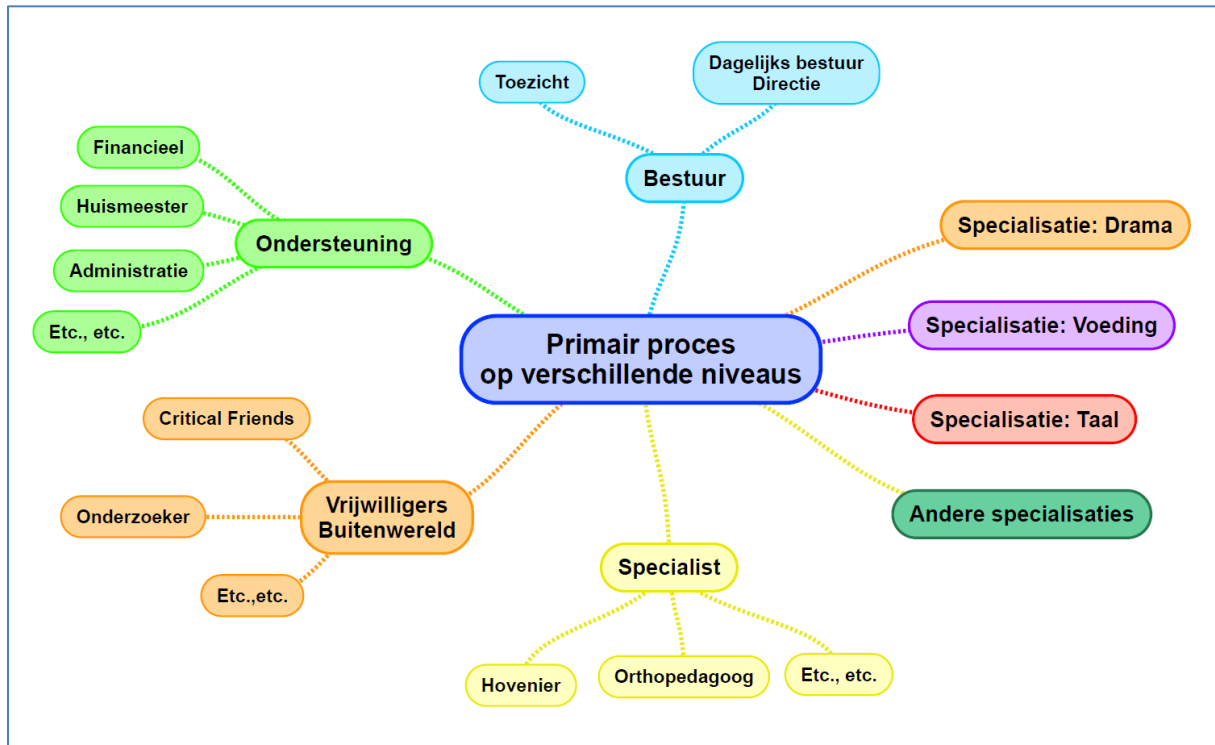 Toezicht
Dagelijks bestuur
Directie
Bestuur
Financieel
Huismeester
Administratie
Etc., etc.
Ondersteuning
Specialisatie: Drama
Specialisatie: Voeding
Specialisatie: Taal
Andere specialisaties
Primair proces
op verschillende niveaus
Critical Friends
Onderzoeker
Etc.,etc.
Vrijwilligers
Buitenwereld
Specialist
Hovenier
Orthopedagoog
Etc., etc.